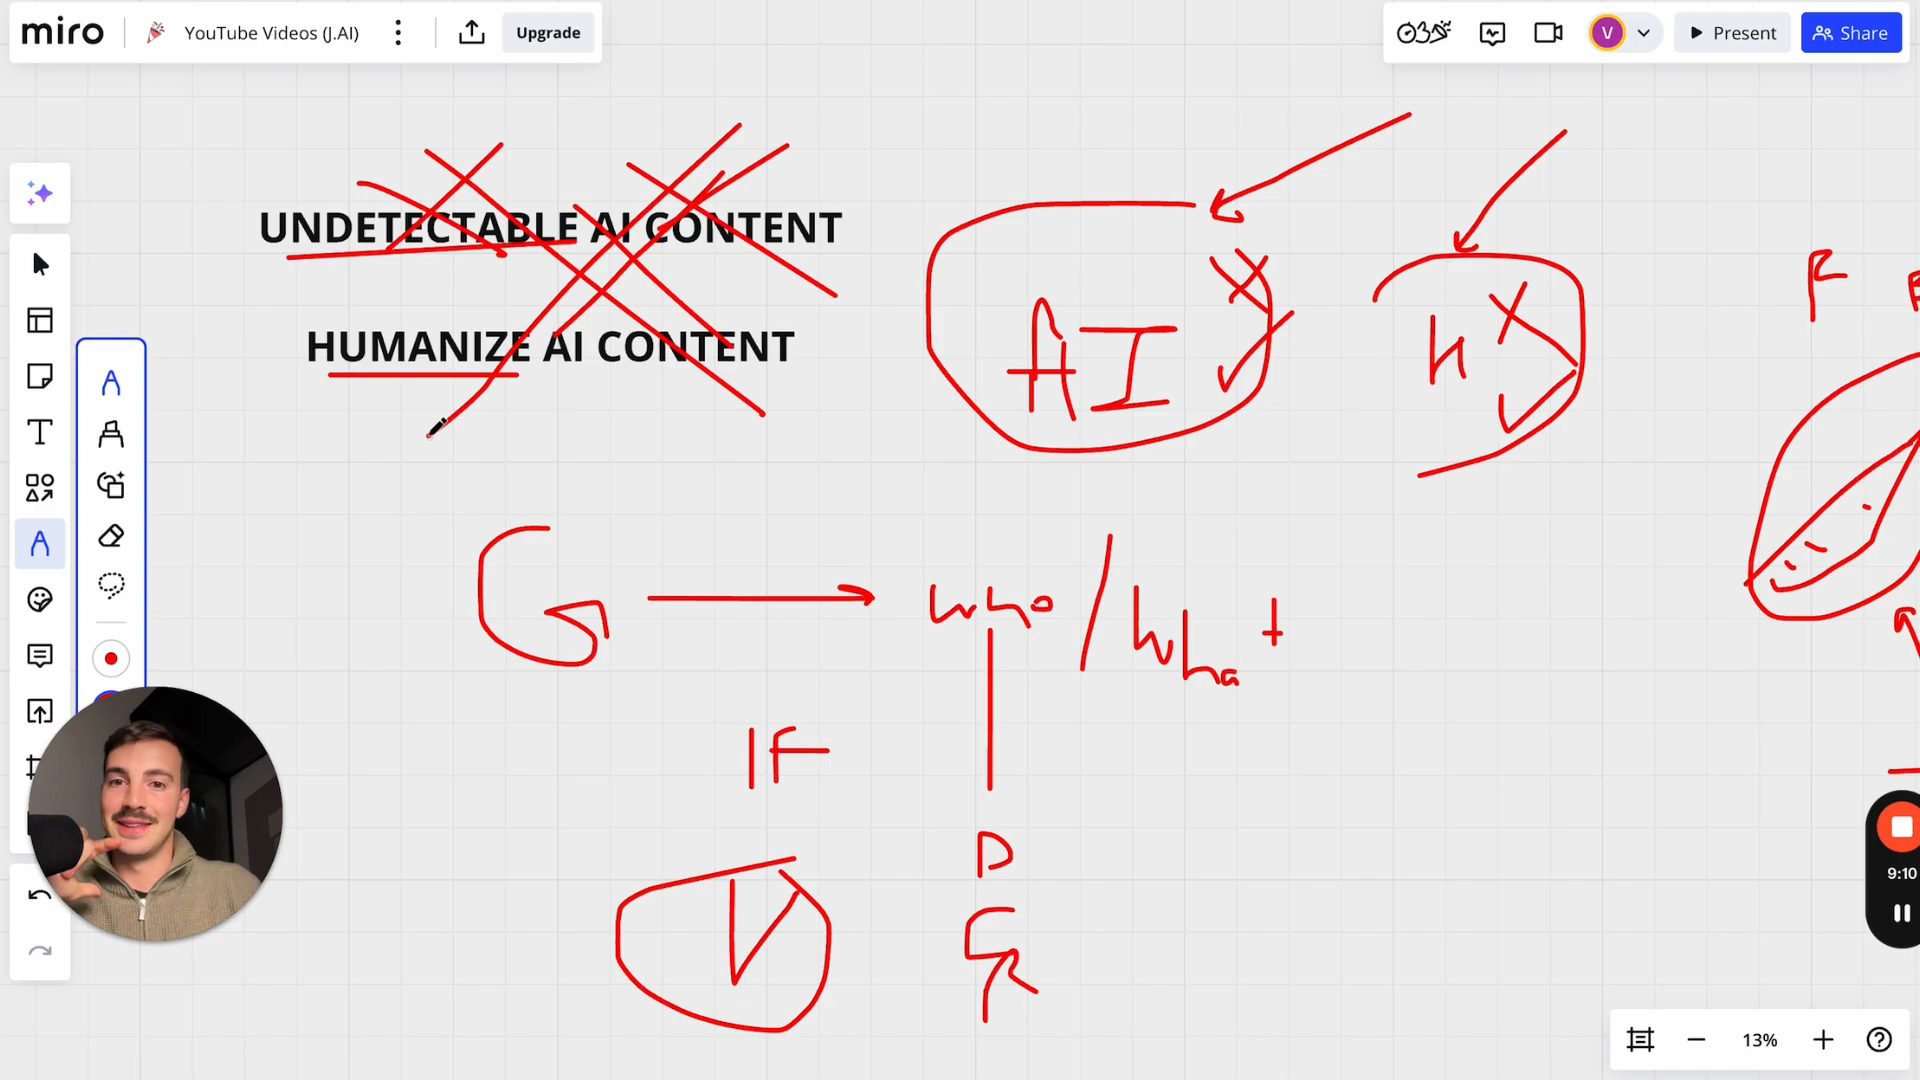 miro
YouTube Videos (J.AI)
Upgrade
V
Present
Share
UNDETECTABLE AI CONTENT
HUMANIZE AI CONTENT
AI
h
F
G
who / what
IF
D
V
9:10
13%